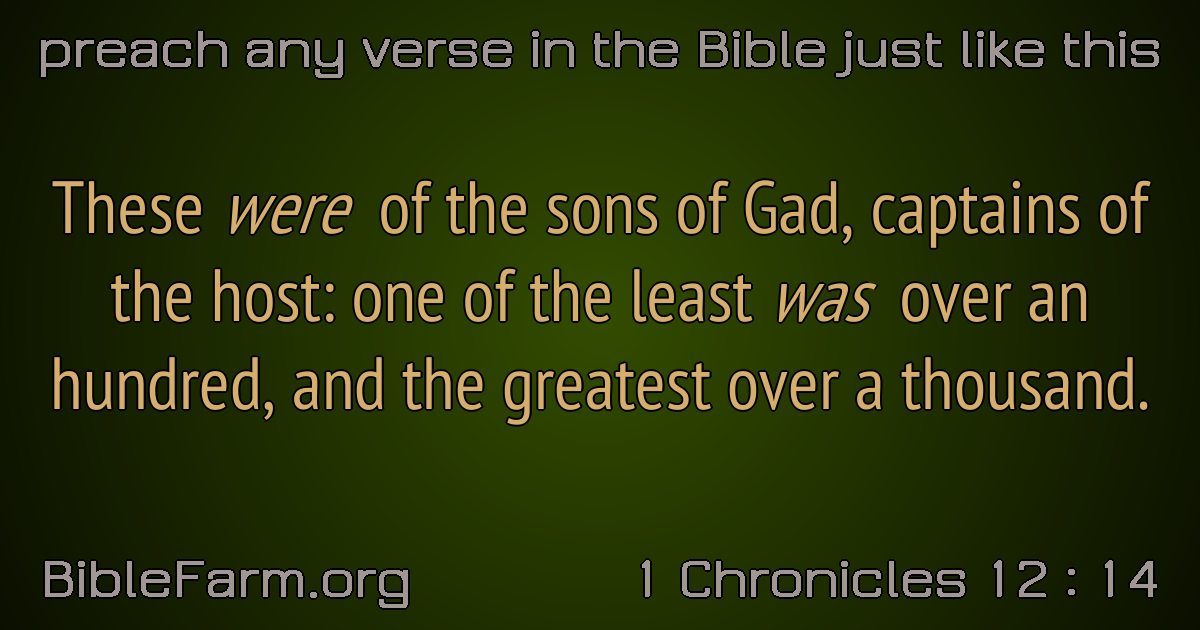 preach any verse in the Bible just like this
These were of the sons of Gad, captains of
the host: one of the least was over an
hundred, and the greatest over a thousand.
BibleFarm.org
1 Chronicles 12 : 14